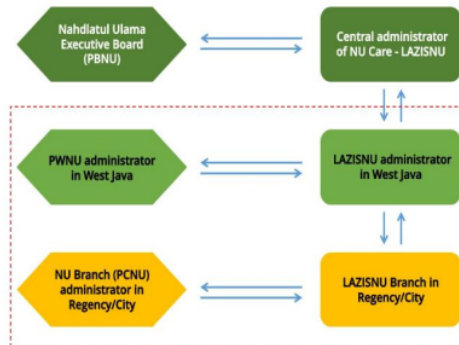 Nahdlatul Ulama
Executive Board
(PBNU)
Central administrator
of NU Care - LAZISNU
PWNU administrator
in West Java
LAZISNU administrator
in West Java
NU Branch (PCNU)
administrator in
Regency/City
LAZISNU Branch in
Regency/City